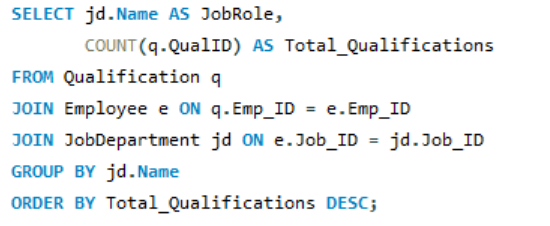 SELECT jd.Name AS JobRole,
       COUNT(q.QualID) AS Total_Qualifications
FROM Qualification q
JOIN Employee e ON q.Emp_ID = e.Emp_ID
JOIN JobDepartment jd ON e.Job_ID = jd.Job_ID
GROUP BY jd.Name
ORDER BY Total_Qualifications DESC;